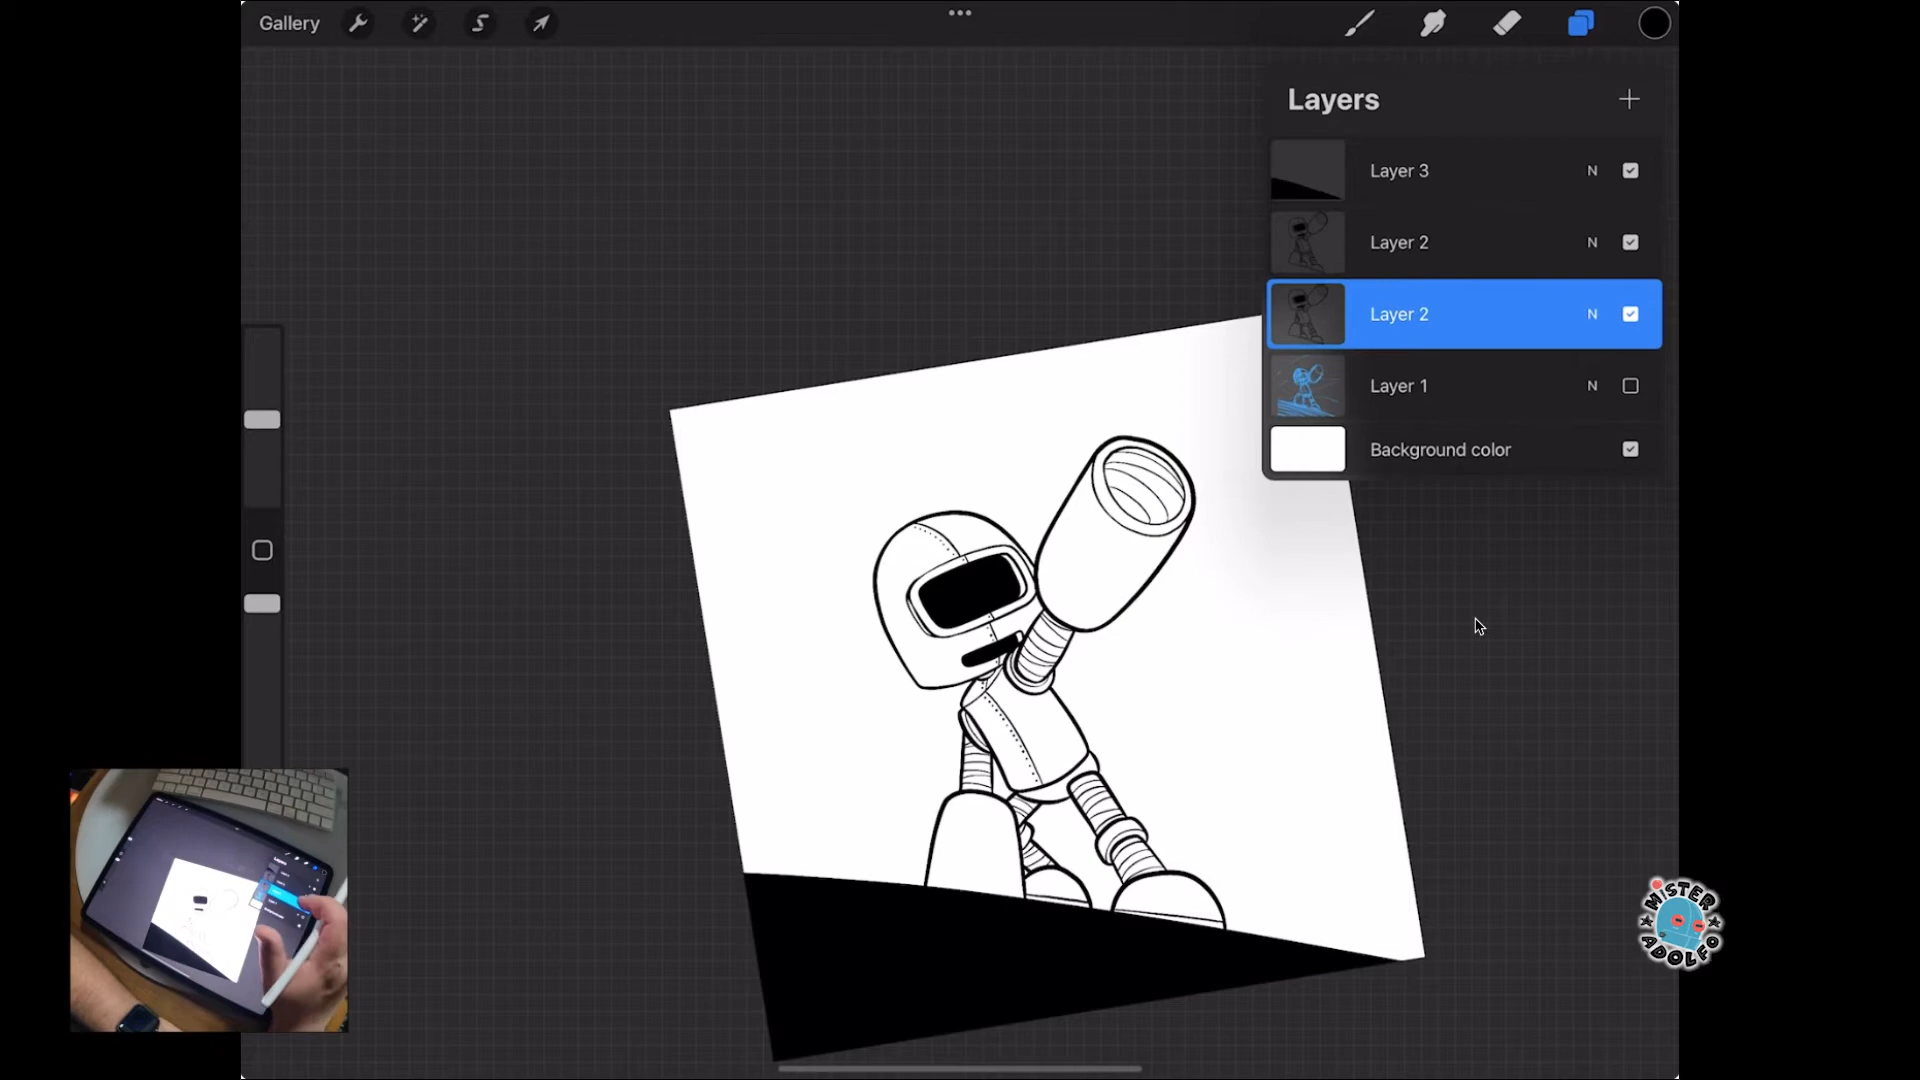 Gallery
Layers
Layer 3 N
Layer 2 N
Layer 2 N
Layer 1 N
Background color
MiSTER
ADOLFO